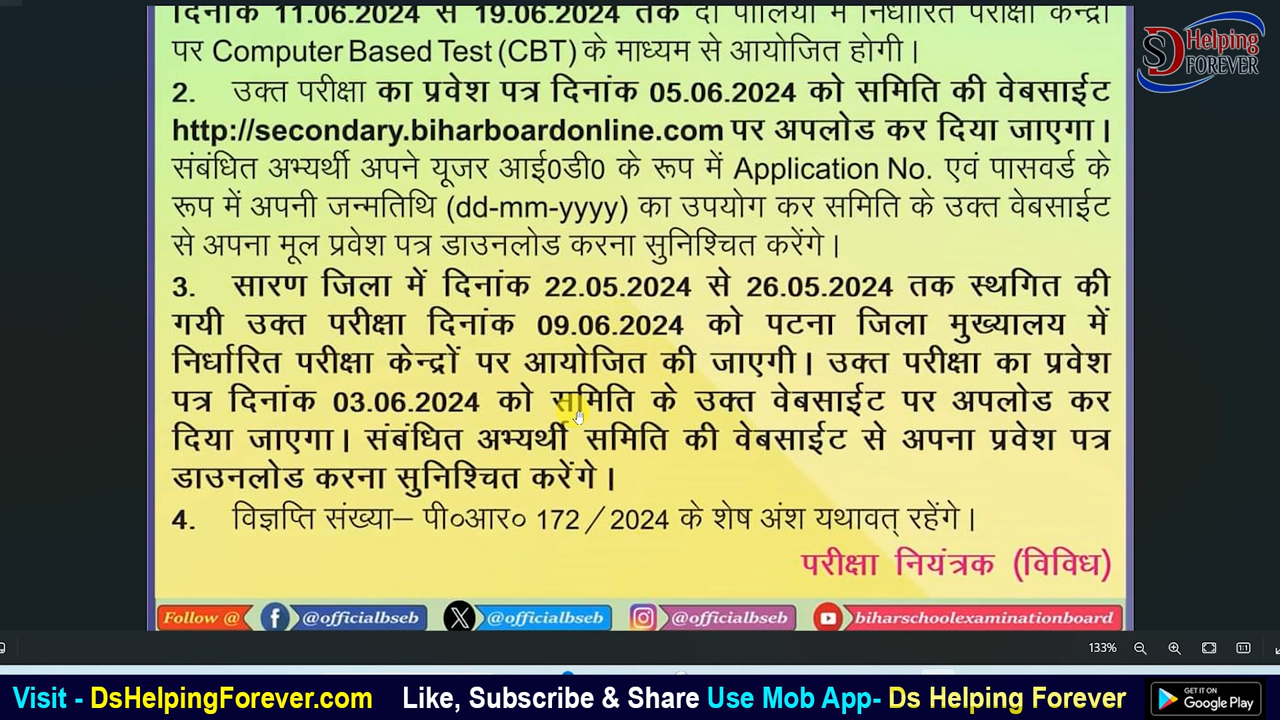 दिनांक 11.06.2024 से 19.06.2024 तक दो पालियों में निर्धारित परीक्षा केन्द्रों
पर Computer Based Test (CBT) के माध्यम से आयोजित होगी।
2. उक्त परीक्षा का प्रवेश पत्र दिनांक 05.06.2024 को समिति की वेबसाईट
http://secondary.biharboardonline.com पर अपलोड कर दिया जाएगा।
संबंधित अभ्यर्थी अपने यूजर आई0डी0 के रूप में Application No. एवं पासवर्ड के
रूप में अपनी जन्मतिथि (dd-mm-yyyy) का उपयोग कर समिति के उक्त वेबसाईट
से अपना मूल प्रवेश पत्र डाउनलोड करना सुनिश्चित करेंगे।
3. सारण जिला में दिनांक 22.05.2024 से 26.05.2024 तक स्थगित की
गयी उक्त परीक्षा दिनांक 09.06.2024 को पटना जिला मुख्यालय में
निर्धारित परीक्षा केन्द्रों पर आयोजित की जाएगी। उक्त परीक्षा का प्रवेश
पत्र दिनांक 03.06.2024 को समिति के उक्त वेबसाईट पर अपलोड कर
दिया जाएगा। संबंधित अभ्यर्थी समिति की वेबसाईट से अपना प्रवेश पत्र
डाउनलोड करना सुनिश्चित करेंगे।
4. विज्ञप्ति संख्या– पी०आर० 172/2024 के शेष अंश यथावत् रहेंगे।
परीक्षा नियंत्रक (विविध)
Follow @ @officialbseb @officialbseb @officialbseb biharschoolexaminationboard
DS Helping
FOREVER
133% 1:1
Visit - DsHelpingForever.com Like, Subscribe & Share Use Mob App- Ds Helping Forever
GET IT ON
Google Play